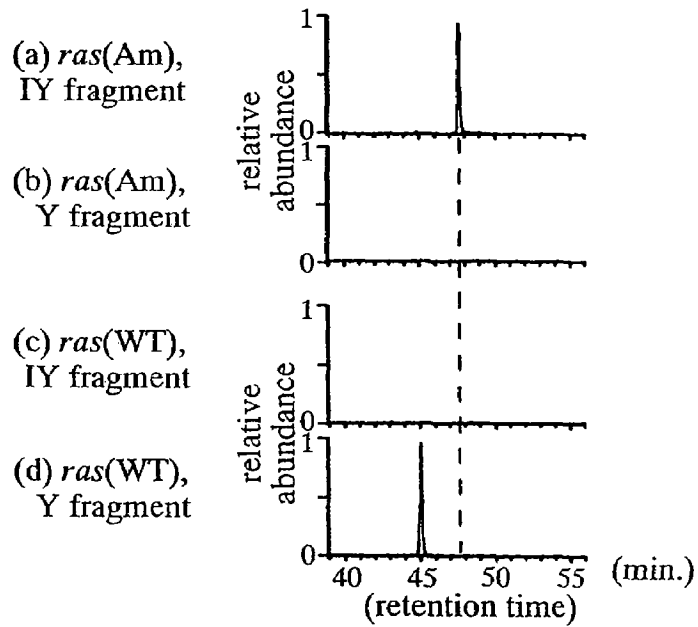 (a) ras(Am),
IY fragment
(b) ras(Am),
Y fragment
(c) ras(WT),
IY fragment
(d) ras(WT),
Y fragment
relative
abundance
1
0
1
0
relative
abundance
1
0
1
0
40 45 50 55 (min.)
(retention time)